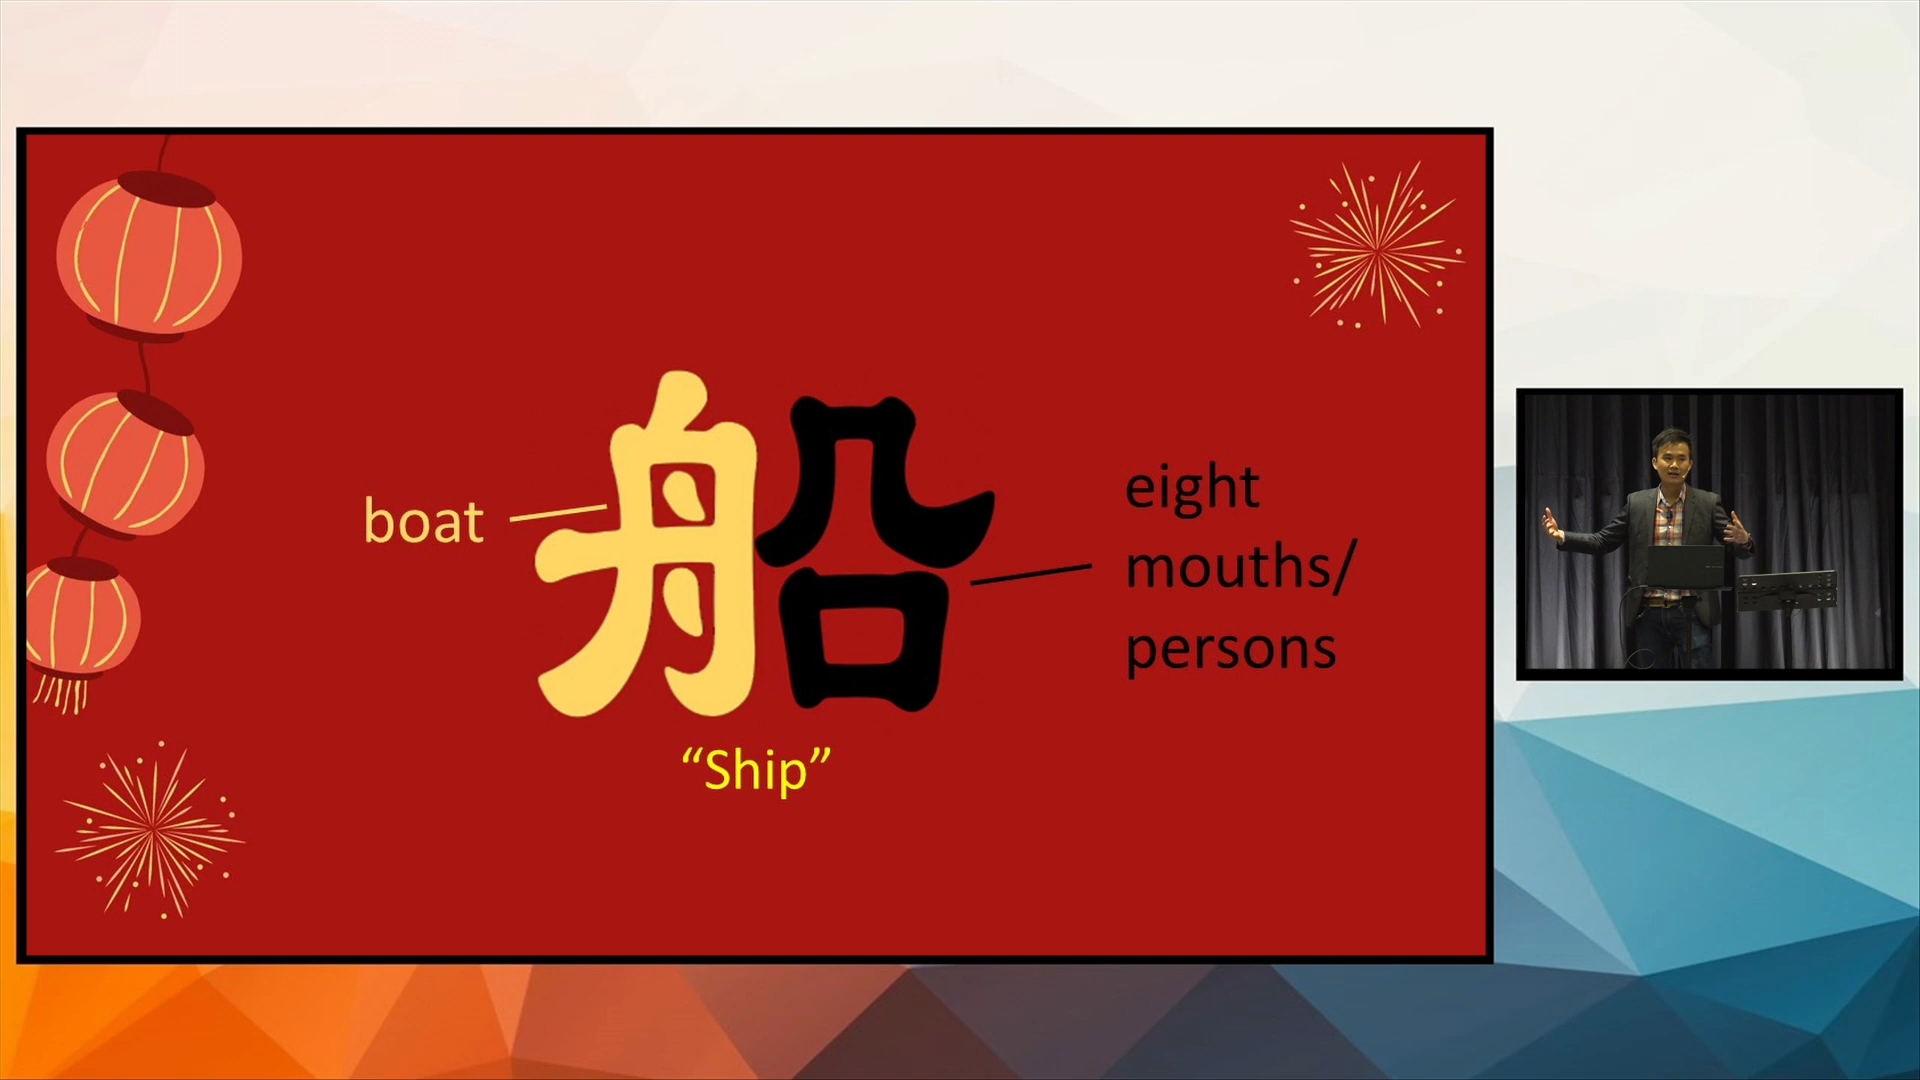 船
boat
eight
mouths/
persons
“Ship”